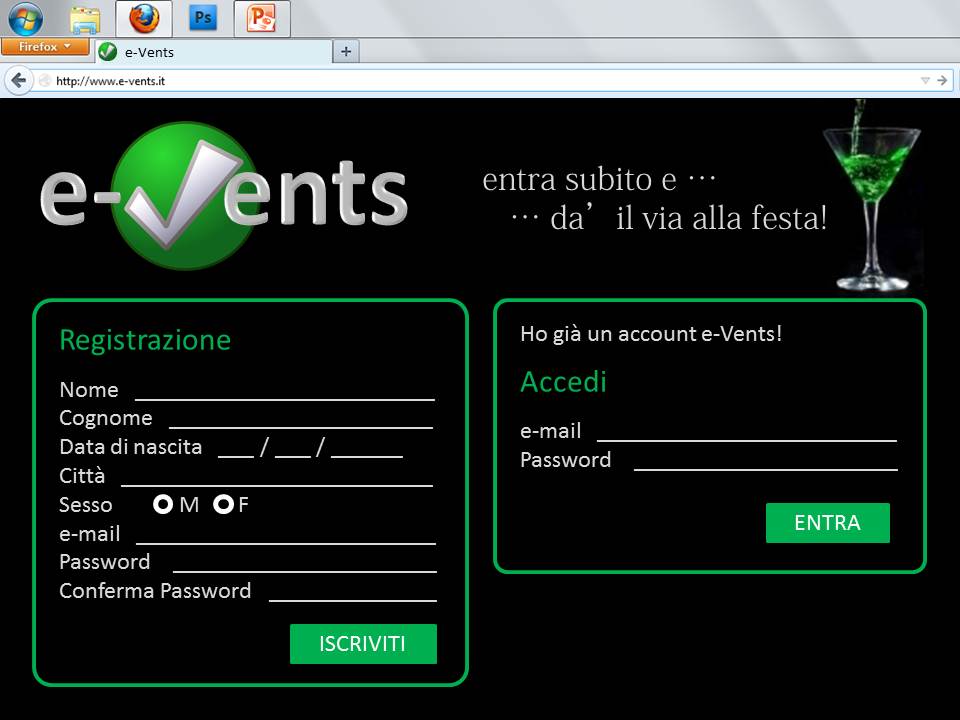 Ps
P
Firefox
e-Vents
http://www.e-vents.it
e-vents
entra subito e ...
... da' il via alla festa!
Registrazione
Nome
Cognome
Data di nascita ___ / ___ / ______
Città
Sesso M F
e-mail
Password
Conferma Password
ISCRIVITI
Ho già un account e-Vents!
Accedi
e-mail
Password
ENTRA